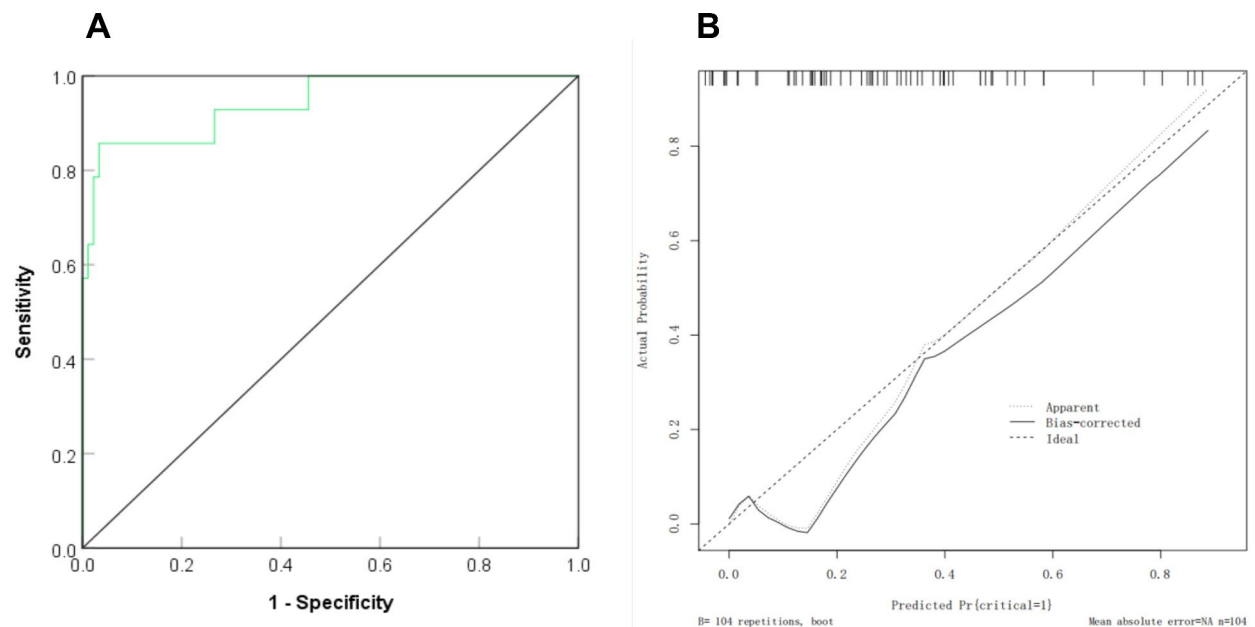 A
1.0
0.8
0.6
0.4
0.2
0.0
Sensitivity
0.0 0.2 0.4 0.6 0.8 1.0
1 - Specificity
B
0.8
0.6
0.4
0.2
0.0
Actual Probability
Apparent
Bias-corrected
Ideal
0.0 0.2 0.4 0.6 0.8
Predicted Pr{critical=1}
B= 104 repetitions, boot
Mean absolute error=NA n=104